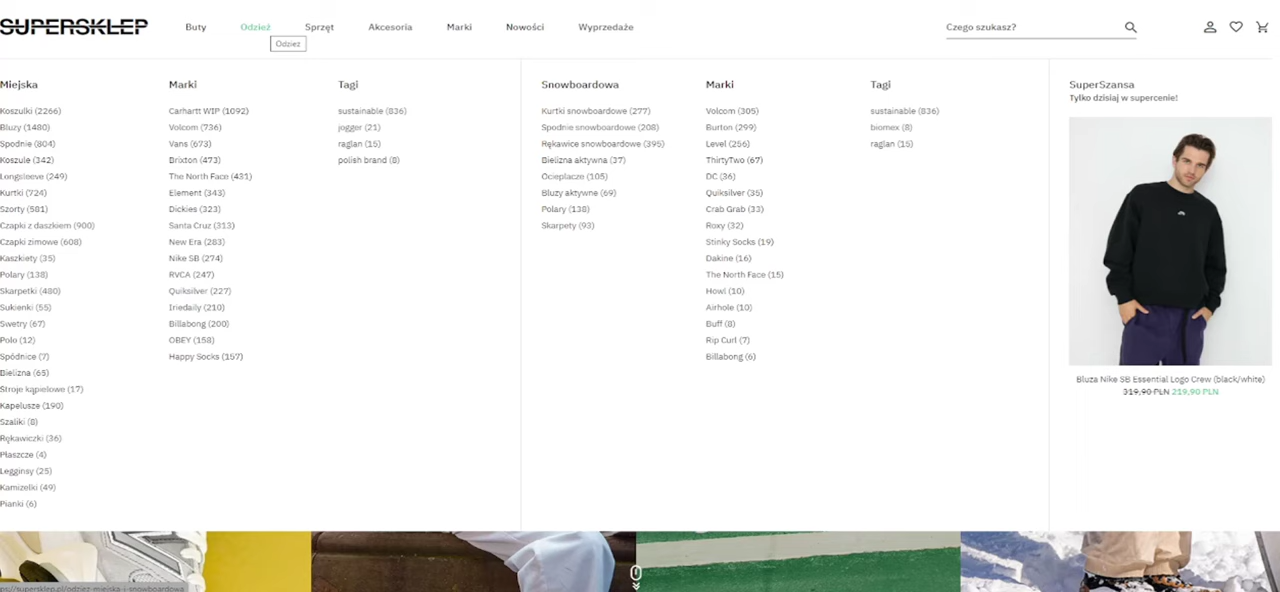 SUPERSKLEP
Buty
Odzież
Sprzęt
Akcesoria
Marki
Nowości
Wyprzedaże
Czego szukasz?
Odzież
Miejska
Koszulki (2266)
Bluzy (1480)
Spodnie (804)
Koszule (342)
Longsleeve (249)
Kurtki (724)
Szorty (581)
Czapki z daszkiem (900)
Czapki zimowe (608)
Kaszkiety (35)
Polary (138)
Skarpetki (480)
Sukienki (55)
Swetry (67)
Polo (12)
Spódnice (7)
Bielizna (65)
Stroje kąpielowe (17)
Kapelusze (190)
Szaliki (8)
Rękawiczki (36)
Płaszcze (4)
Legginsy (25)
Kamizelki (49)
Pianki (6)
Marki
Carhartt WIP (1092)
Volcom (736)
Vans (673)
Brixton (473)
The North Face (431)
Element (343)
Dickies (323)
Santa Cruz (313)
New Era (283)
Nike SB (274)
RVCA (247)
Quiksilver (227)
Iriedaily (210)
Billabong (200)
OBEY (158)
Happy Socks (157)
Tagi
sustainable (836)
jogger (21)
raglan (15)
polish brand (8)
Snowboardowa
Kurtki snowboardowe (277)
Spodnie snowboardowe (208)
Rękawice snowboardowe (395)
Bielizna aktywna (37)
Ocieplacze (105)
Bluzy aktywne (69)
Polary (138)
Skarpety (93)
Marki
Volcom (305)
Burton (299)
Level (256)
ThirtyTwo (67)
DC (36)
Quiksilver (35)
Crab Grab (33)
Roxy (32)
Stinky Socks (19)
Dakine (16)
The North Face (15)
Howl (10)
Airhole (10)
Buff (8)
Rip Curl (7)
Billabong (6)
Tagi
sustainable (836)
biomex (8)
raglan (15)
SuperSzansa
Tylko dzisiaj w supercenie!
Bluza Nike SB Essential Logo Crew (black/white)
319,90 PLN 219,90 PLN
ps://supersklep.pl/odziez-miejska-i-snowboardowa